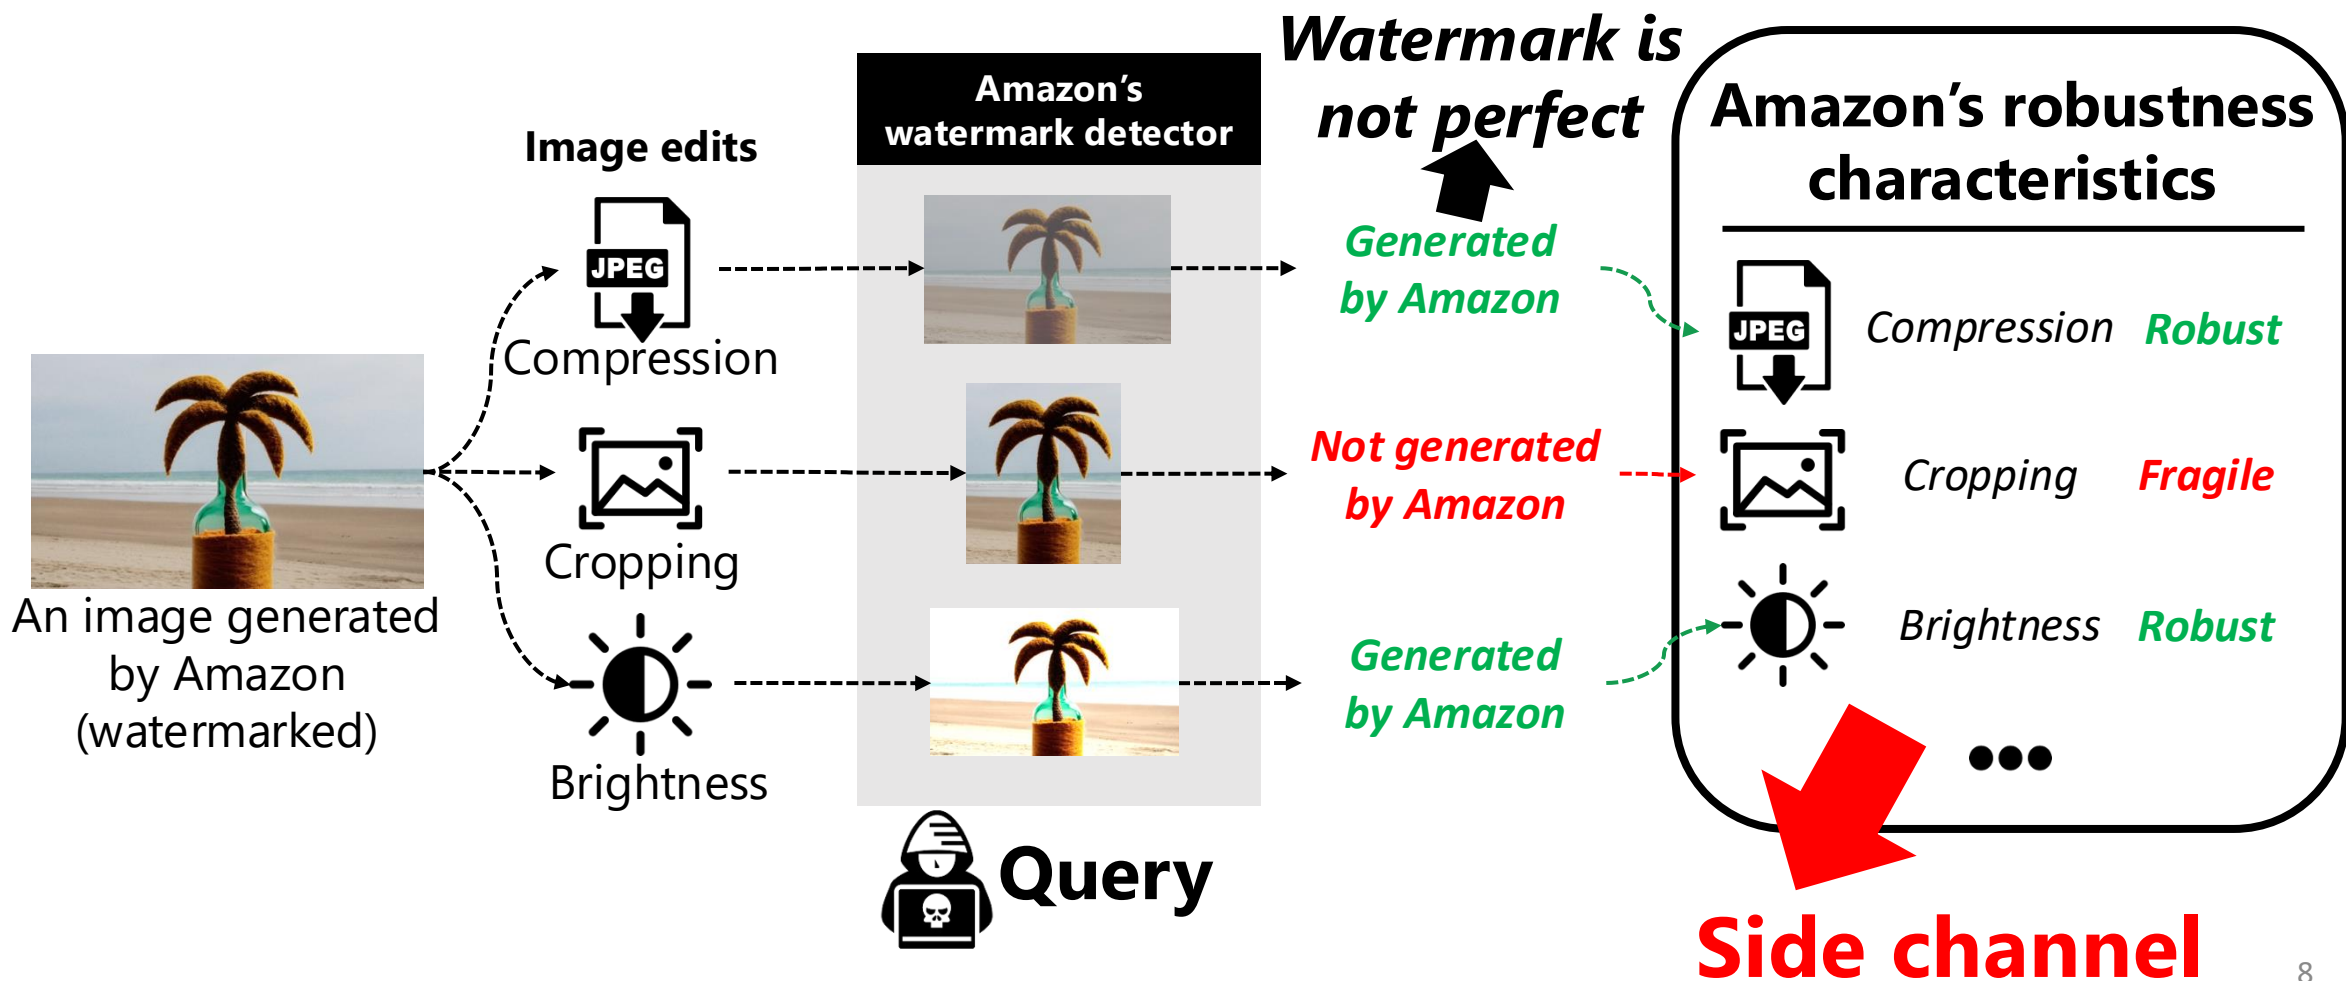 Watermark is
not perfect
Amazon's
watermark detector
Image edits
Amazon's robustness
characteristics
JPEG
Compression
Generated
by Amazon
JPEG
Compression
Robust
An image generated
by Amazon
(watermarked)
Cropping
Not generated
by Amazon
Cropping
Fragile
Brightness
Generated
by Amazon
Brightness
Robust
Query
Side channel
8